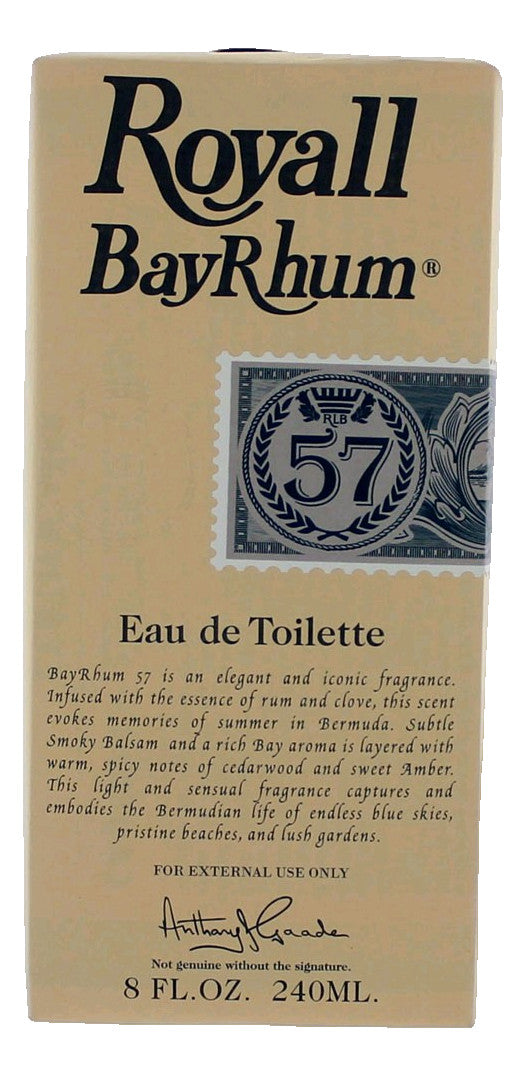 Royall
BayRhum®
RLB
57
Eau de Toilette
BayRhum 57 is an elegant and iconic fragrance.
Infused with the essence of rum and clove, this scent
evokes memories of summer in Bermuda. Subtle
Smoky Balsam and a rich Bay aroma is layered with
warm, spicy notes of cedarwood and sweet Amber.
This light and sensual fragrance captures and
embodies the Bermudian life of endless blue skies,
pristine beaches, and lush gardens.
FOR EXTERNAL USE ONLY
Anthony J Gaade
Not genuine without the signature.
8 FL.OZ. 240ML.